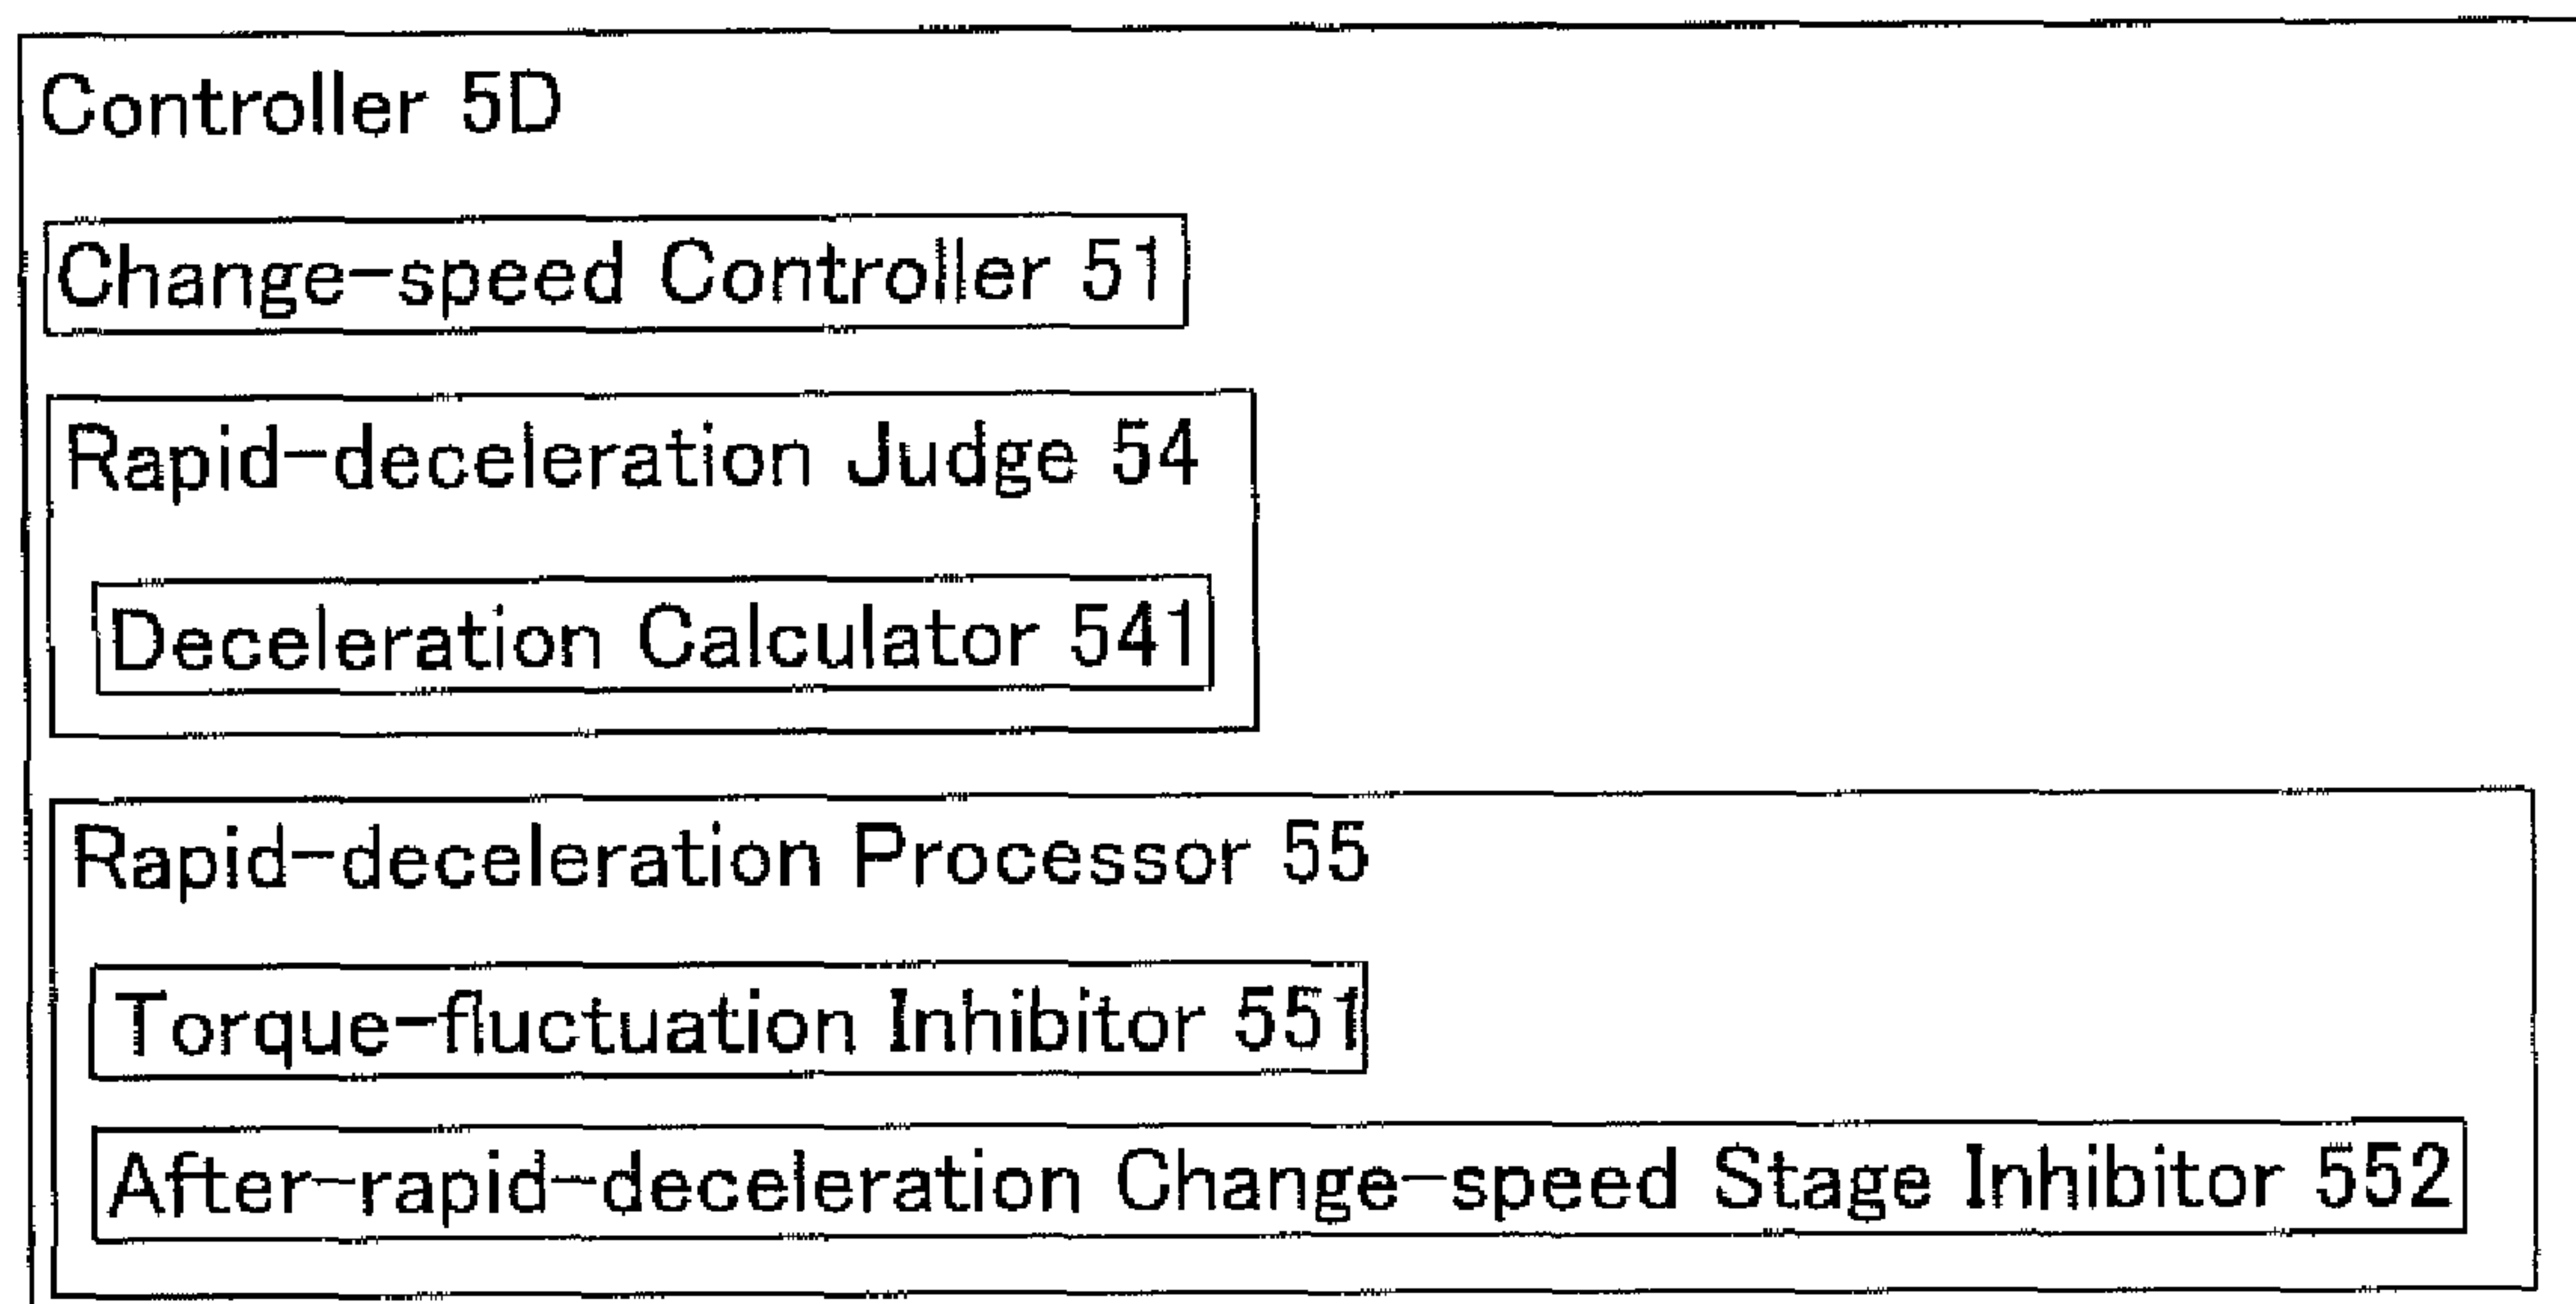 Controller 5D
Change-speed Controller 51
Rapid-deceleration Judge 54
Deceleration Calculator 541
Rapid-deceleration Processor 55
Torque-fluctuation Inhibitor 551
After-rapid-deceleration Change-speed Stage Inhibitor 552